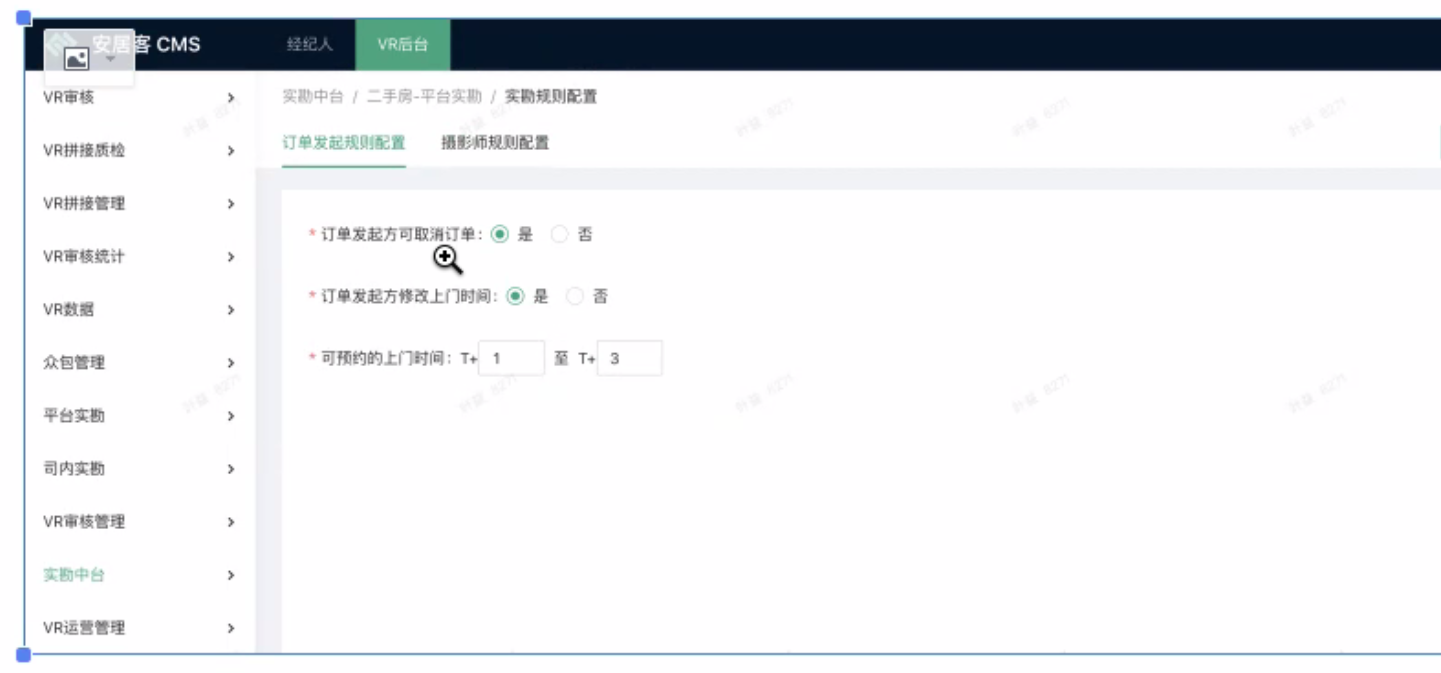 安居客 CMS 经纪人 VR后台
VR审核
VR拼接质检
VR拼接管理
VR审核统计
VR数据
众包管理
平台实勘
司内实勘
VR审核管理
实勘中台
VR运营管理
实勘中台 / 二手房-平台实勘 / 实勘规则配置
订单发起规则配置 摄影师规则配置
* 订单发起方可取消订单: 是 否
* 订单发起方修改上门时间: 是 否
* 可预约的上门时间: T+ 1 至 T+ 3